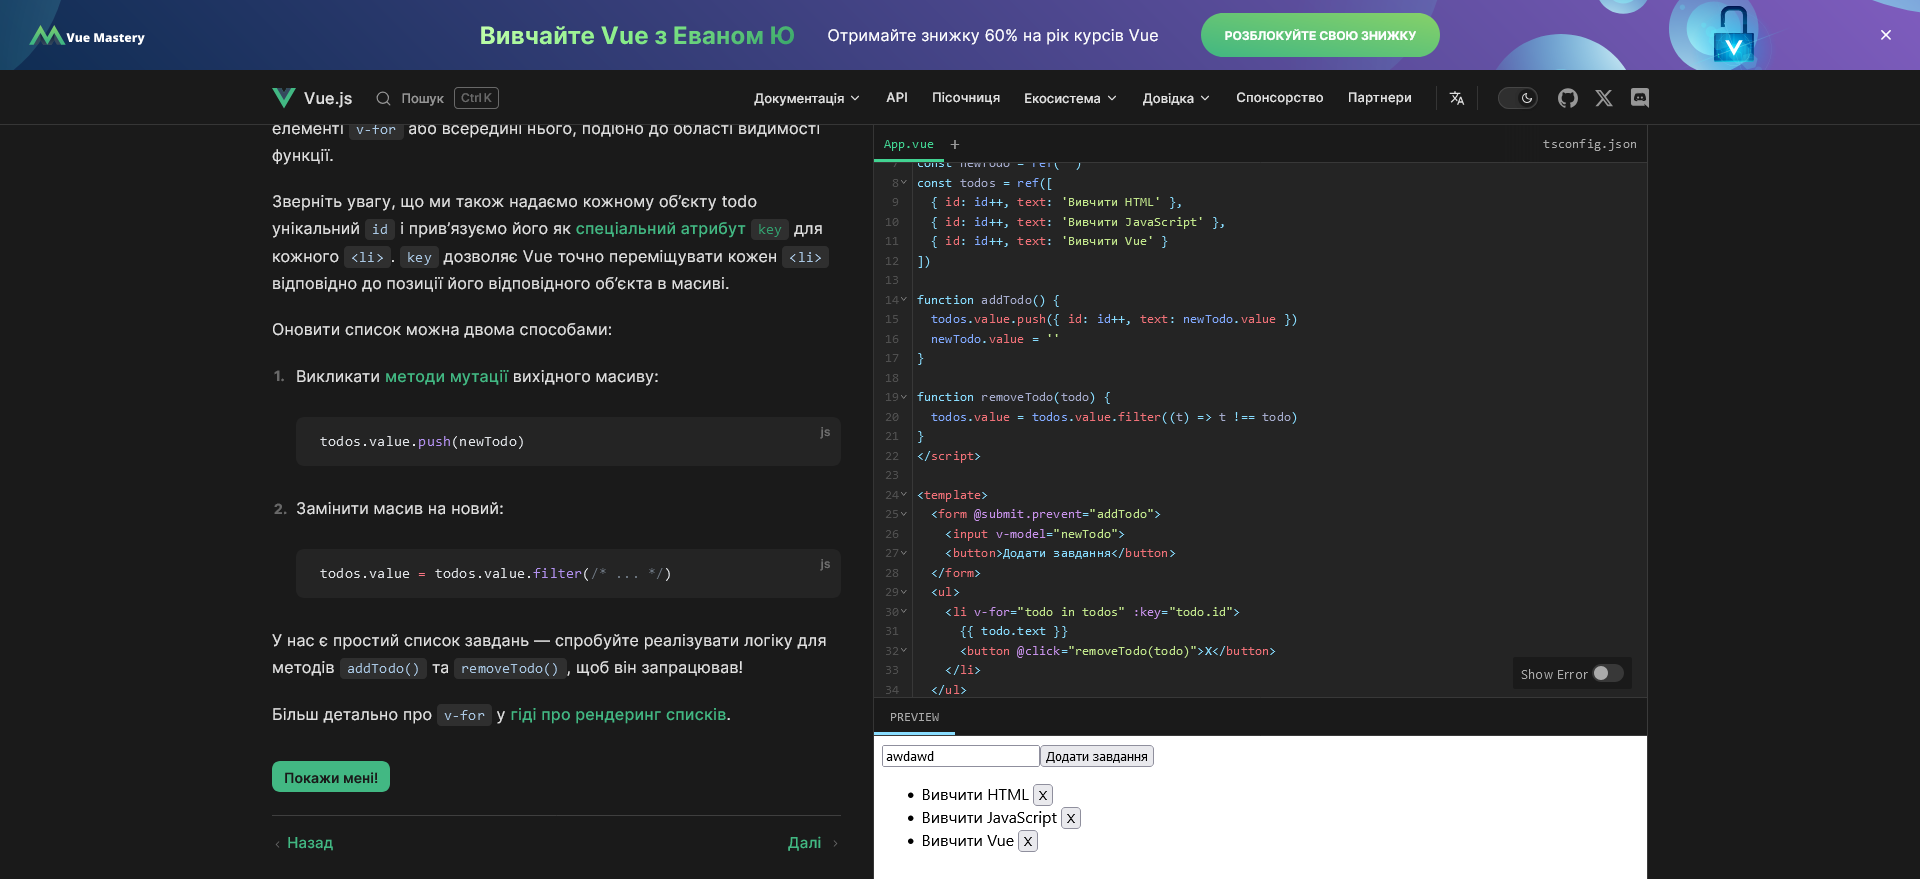 Vue Mastery
Вивчайте Vue з Еваном Ю
Отримайте знижку 60% на рік курсів Vue
РОЗБЛОКУЙТЕ СВОЮ ЗНИЖКУ
Vue.js
Пошук
Ctrl K
Документація
API
Пісочниця
Екосистема
Довідка
Спонсорство
Партнери
елементі v-for або всередині нього, подібно до області видимості
функції.
Зверніть увагу, що ми також надаємо кожному об’єкту todo
унікальний id і прив’язуємо його як спеціальний атрибут key для
кожного <li>. key дозволяє Vue точно переміщувати кожен <li>
відповідно до позиції його відповідного об’єкта в масиві.
Оновити список можна двома способами:
1. Викликати методи мутації вихідного масиву:
js
todos.value.push(newTodo)
2. Замінити масив на новий:
js
todos.value = todos.value.filter(/* ... */)
У нас є простий список завдань — спробуйте реалізувати логіку для
методів addTodo() та removeTodo(), щоб він запрацював!
Більш детально про v-for у гіді про рендеринг списків.
Покажи мені!
Назад
Далі
App.vue +
tsconfig.json
7 const newTodo = ref('')
8 const todos = ref([
9 { id: id++, text: 'Вивчити HTML' },
10 { id: id++, text: 'Вивчити JavaScript' },
11 { id: id++, text: 'Вивчити Vue' }
12 ])
13
14 function addTodo() {
15 todos.value.push({ id: id++, text: newTodo.value })
16 newTodo.value = ''
17 }
18
19 function removeTodo(todo) {
20 todos.value = todos.value.filter((t) => t !== todo)
21 }
22 </script>
23
24 <template>
25 <form @submit.prevent="addTodo">
26 <input v-model="newTodo">
27 <button>Додати завдання</button>
28 </form>
29 <ul>
30 <li v-for="todo in todos" :key="todo.id">
31 {{ todo.text }}
32 <button @click="removeTodo(todo)">X</button>
33 </li>
34 </ul>
Show Error
PREVIEW
awdawd
Додати завдання
• Вивчити HTML X
• Вивчити JavaScript X
• Вивчити Vue X